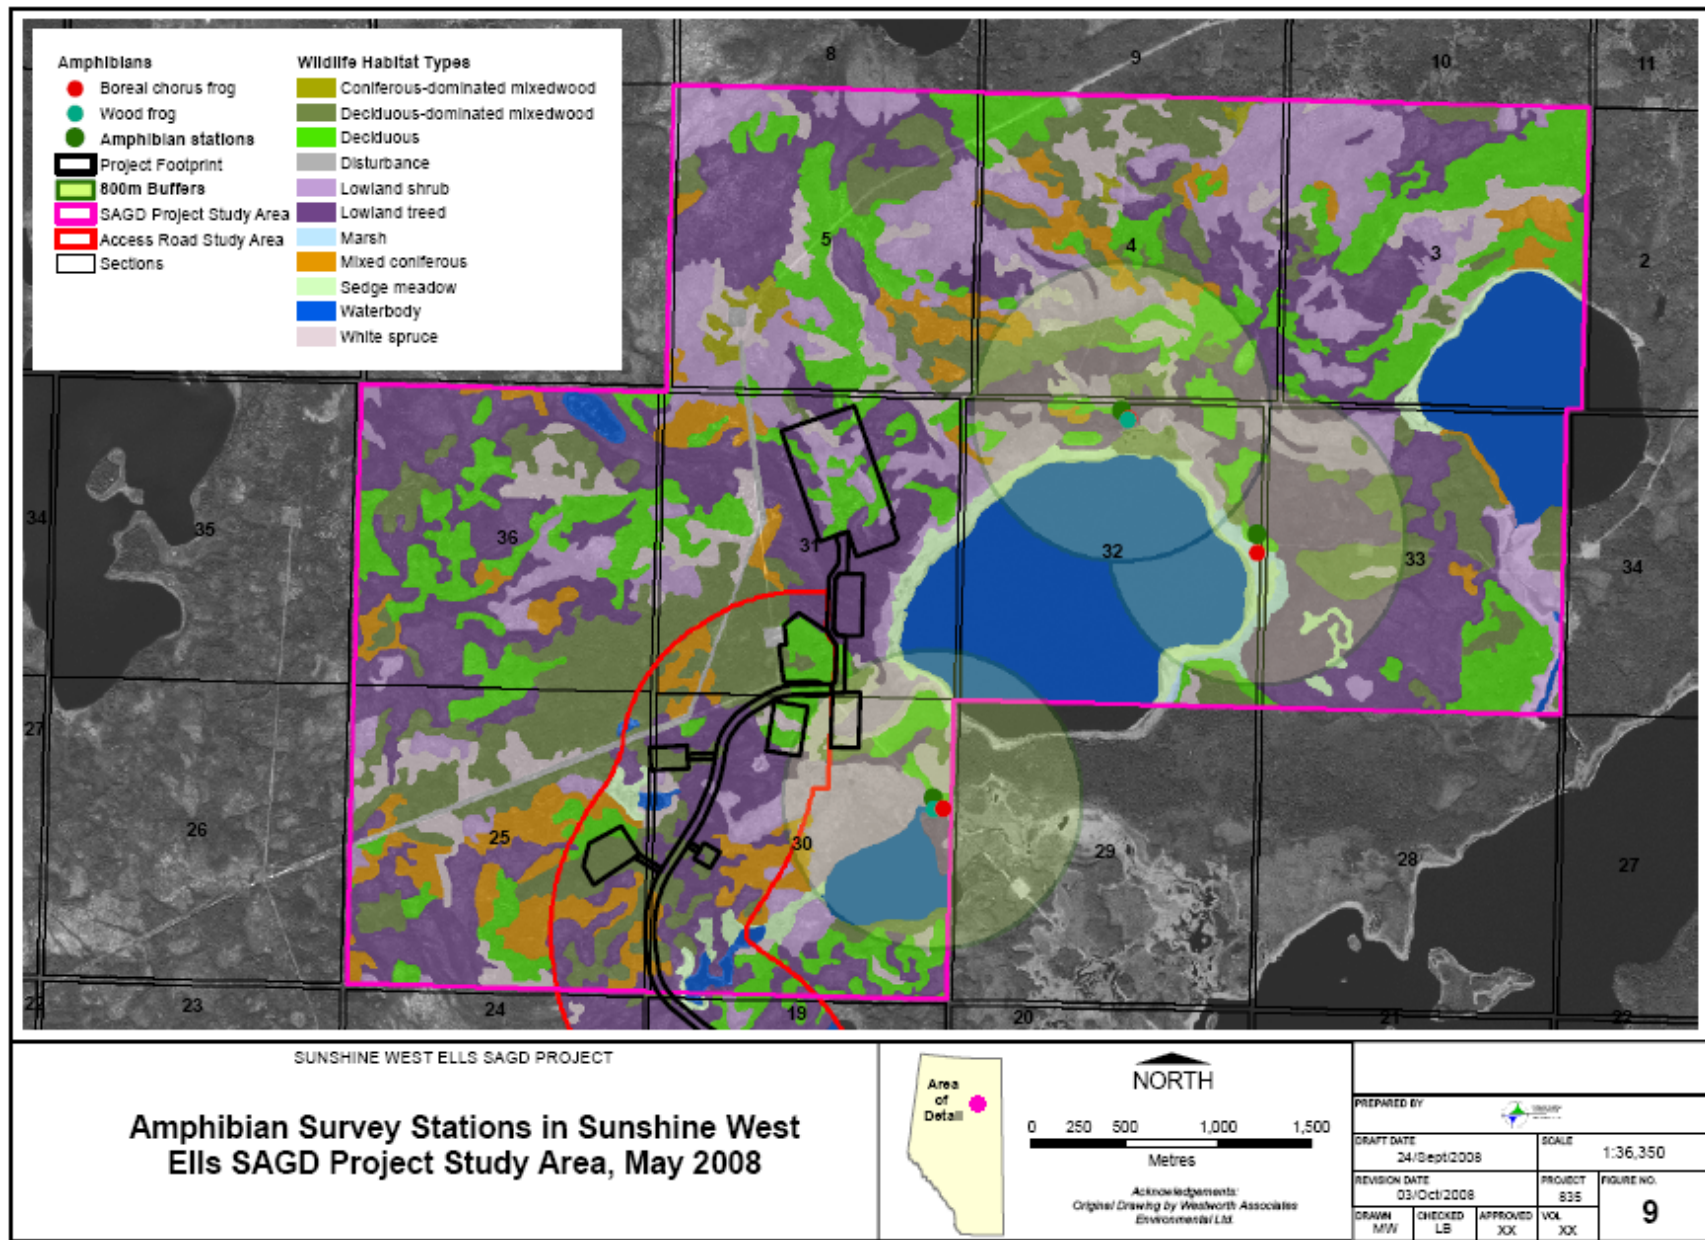 Amphibians
Boreal chorus frog
Wood frog
Amphibian stations
Project Footprint
800m Buffers
SAGD Project Study Area
Access Road Study Area
Sections
Wildlife Habitat Types
Coniferous-dominated mixedwood
Deciduous-dominated mixedwood
Deciduous
Disturbance
Lowland shrub
Lowland treed
Marsh
Mixed coniferous
Sedge meadow
Waterbody
White spruce
8
9
10
11
5
4
3
2
34
35
36
31
32
33
34
27
26
25
30
29
28
27
22
23
24
19
20
21
22
SUNSHINE WEST ELLS SAGD PROJECT
Amphibian Survey Stations in Sunshine West
Ells SAGD Project Study Area, May 2008
Area
of
Detail
NORTH
0 250 500 1,000 1,500
Metres
Acknowledgements:
Original Drawing by Westworth Associates
Environmental Ltd.
PREPARED BY
DRAFT DATE
24/Sept/2008
SCALE
1:36,350
REVISION DATE
03/Oct/2008
PROJECT
835
FIGURE NO.
9
DRAWN
MW
CHECKED
LB
APPROVED
XX
VOL
XX